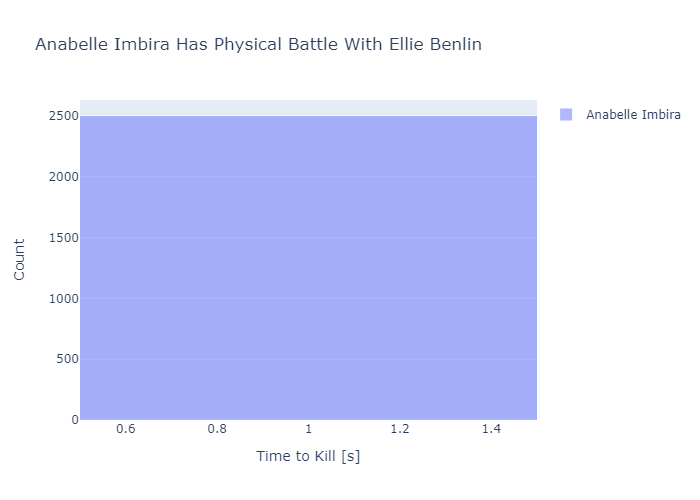 Anabelle Imbira Has Physical Battle With Ellie Benlin
Anabelle Imbira
2500
2000
1500
1000
500
0
Count
0.6 0.8 1 1.2 1.4
Time to Kill [s]